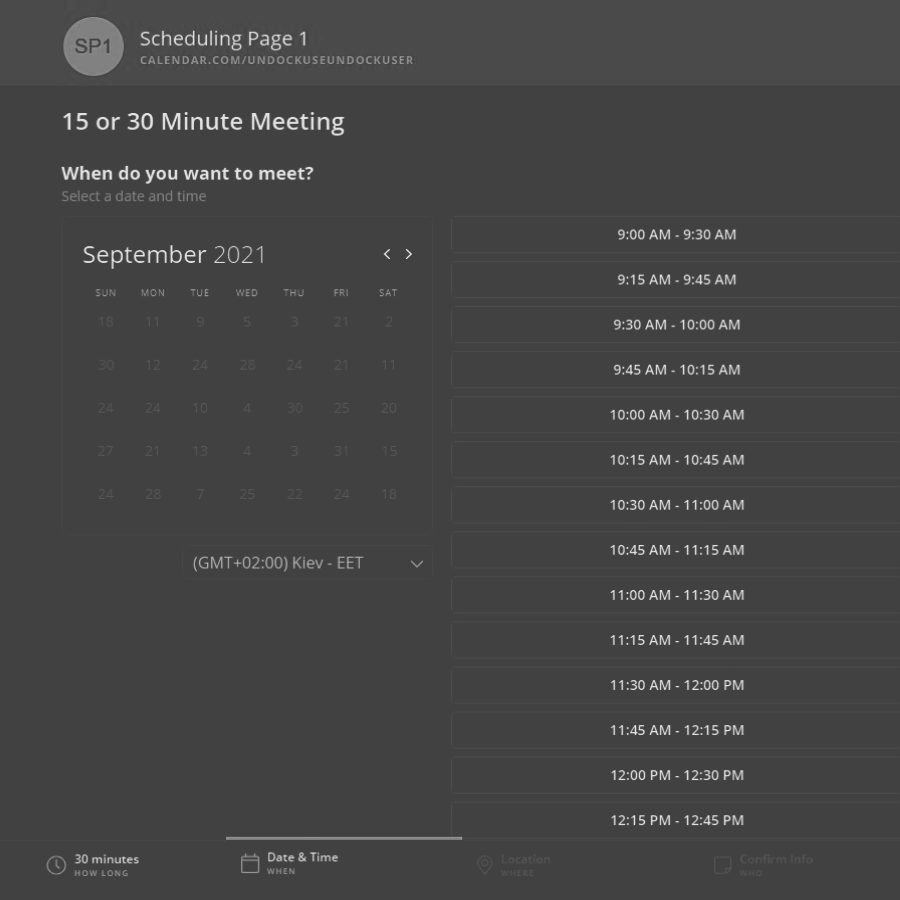 SP1
Scheduling Page 1
CALENDAR.COM/UNDOCKUSEUNDOCKUSER
15 or 30 Minute Meeting
When do you want to meet?
Select a date and time
September 2021
SUN MON TUE WED THU FRI SAT
18 11 9 5 3 21 2
30 12 24 28 24 21 11
24 24 10 4 30 25 20
27 21 13 4 3 31 15
24 28 7 25 22 24 18
(GMT+02:00) Kiev - EET
9:00 AM - 9:30 AM
9:15 AM - 9:45 AM
9:30 AM - 10:00 AM
9:45 AM - 10:15 AM
10:00 AM - 10:30 AM
10:15 AM - 10:45 AM
10:30 AM - 11:00 AM
10:45 AM - 11:15 AM
11:00 AM - 11:30 AM
11:15 AM - 11:45 AM
11:30 AM - 12:00 PM
11:45 AM - 12:15 PM
12:00 PM - 12:30 PM
12:15 PM - 12:45 PM
30 minutes
HOW LONG
Date & Time
WHEN
Location
WHERE
Confirm Info
WHO